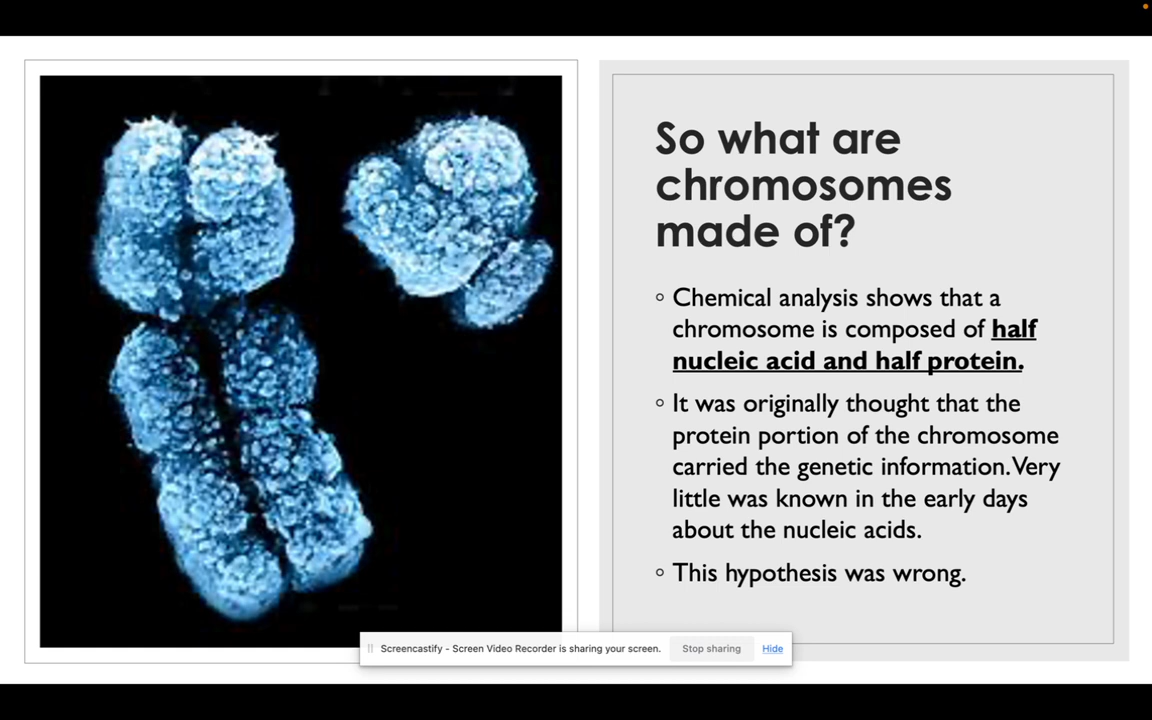 So what are
chromosomes
made of?
◦ Chemical analysis shows that a
chromosome is composed of half
nucleic acid and half protein.
◦ It was originally thought that the
protein portion of the chromosome
carried the genetic information. Very
little was known in the early days
about the nucleic acids.
◦ This hypothesis was wrong.
Screencastify - Screen Video Recorder is sharing your screen. Stop sharing Hide